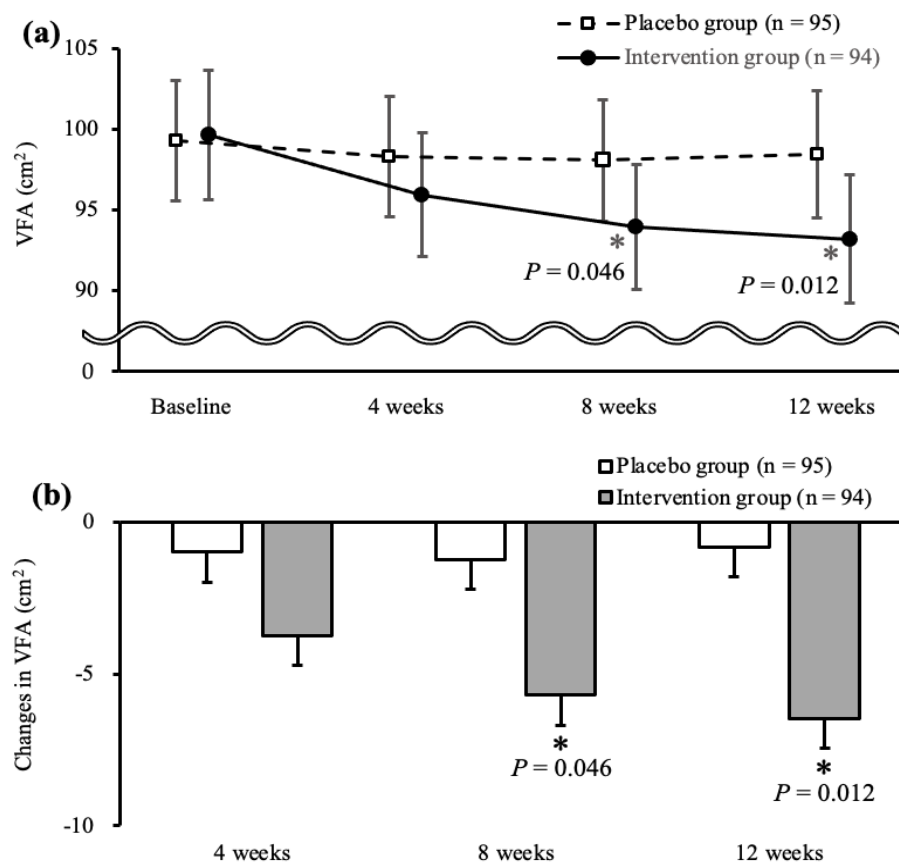 (a)
Placebo group (n = 95)
Intervention group (n = 94)
105
100
95
90
0
VFA (cm²)
*
P = 0.046
*
P = 0.012
Baseline
4 weeks
8 weeks
12 weeks
(b)
Placebo group (n = 95)
Intervention group (n = 94)
0
-5
-10
Changes in VFA (cm²)
*
P = 0.046
*
P = 0.012
4 weeks
8 weeks
12 weeks